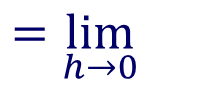 = lim
h→0